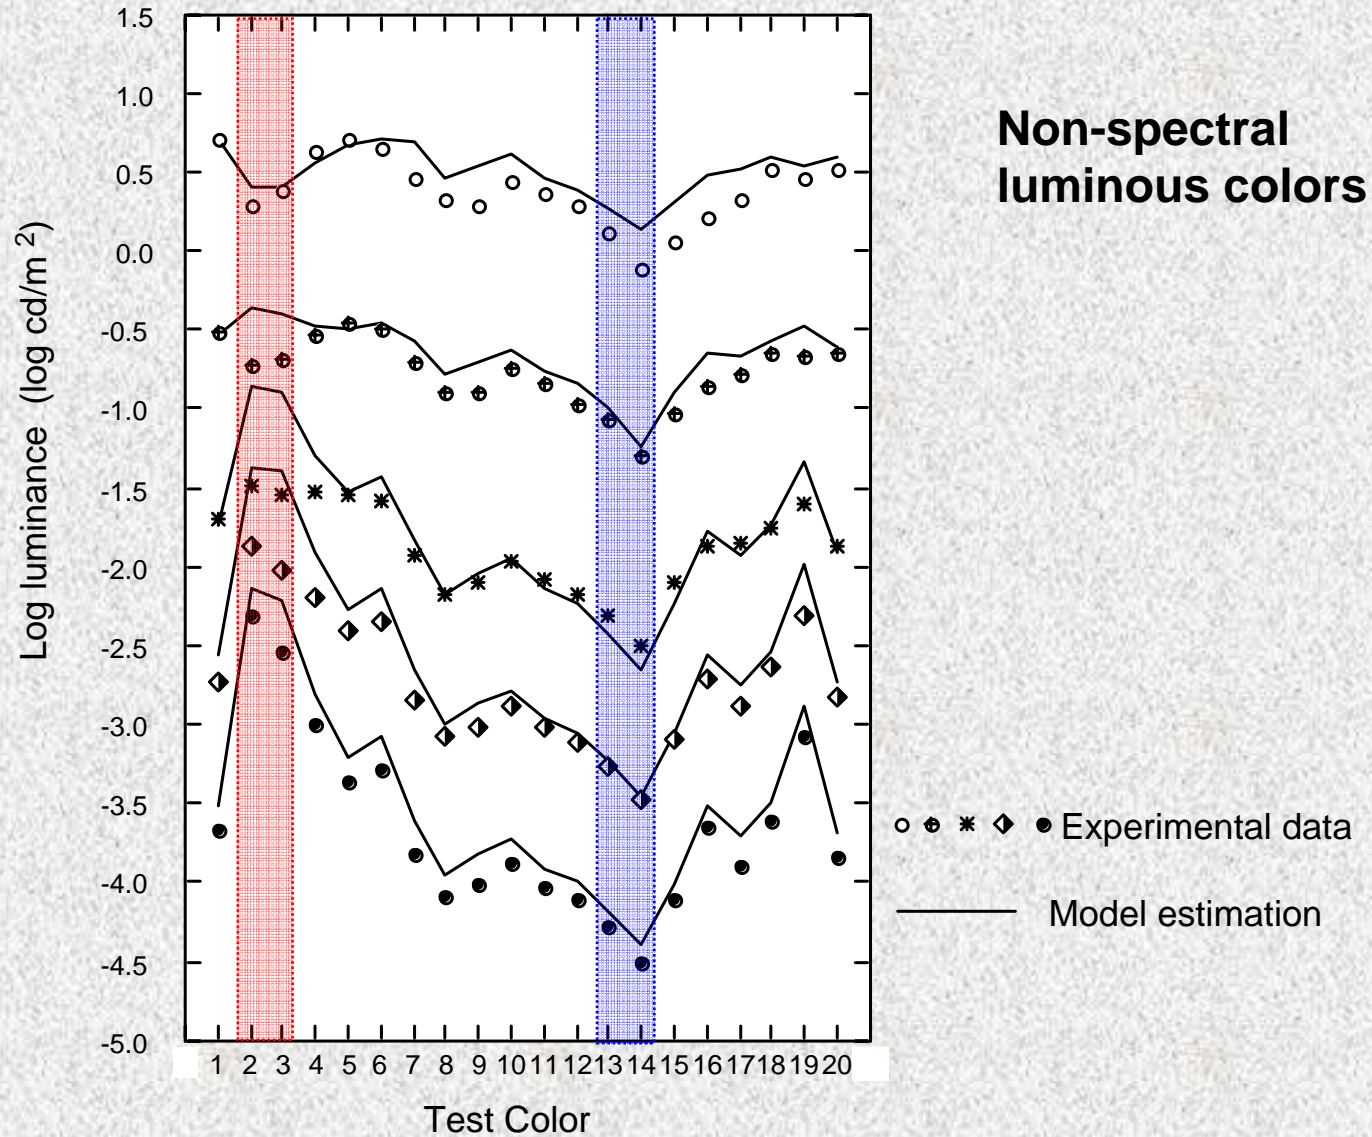 Non-spectral
luminous colors
Log luminance (log cd/m 2)
1.5
1.0
0.5
0.0
-0.5
-1.0
-1.5
-2.0
-2.5
-3.0
-3.5
-4.0
-4.5
-5.0
1 2 3 4 5 6 7 8 9 10 11 12 13 14 15 16 17 18 19 20
Test Color
Experimental data
Model estimation